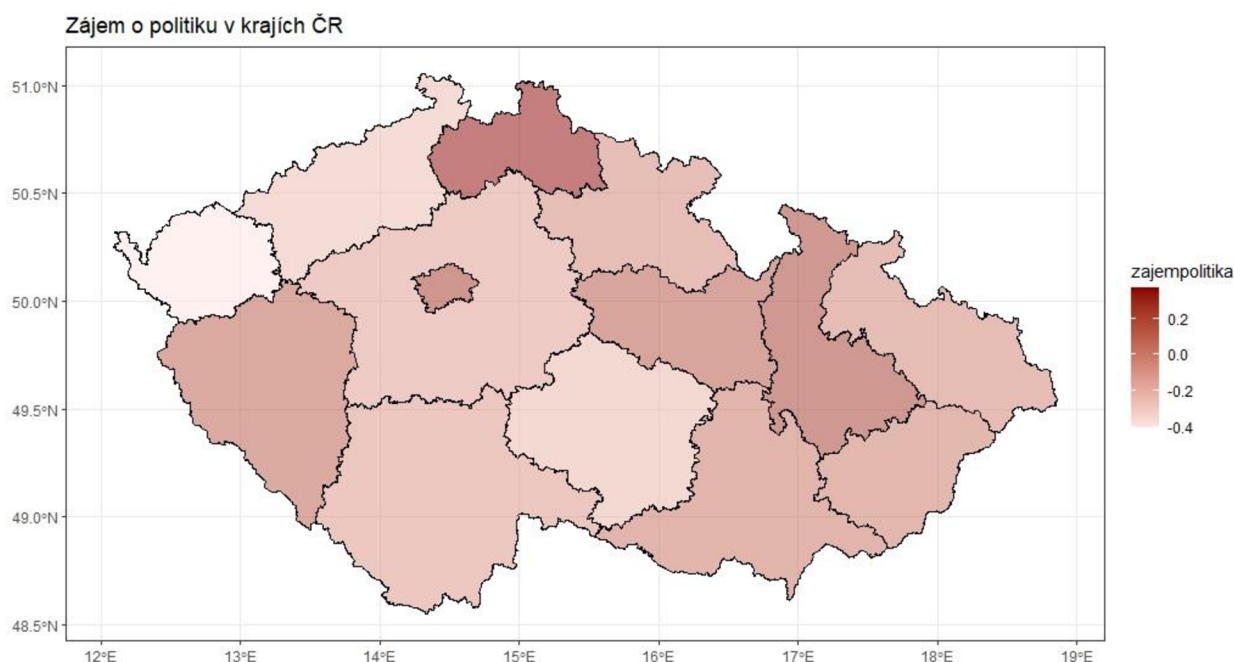 Zájem o politiku v krajích ČR
51.0°N
50.5°N
50.0°N
49.5°N
49.0°N
48.5°N
12°E 13°E 14°E 15°E 16°E 17°E 18°E 19°E
zajempolitika
0.2
0.0
-0.2
-0.4